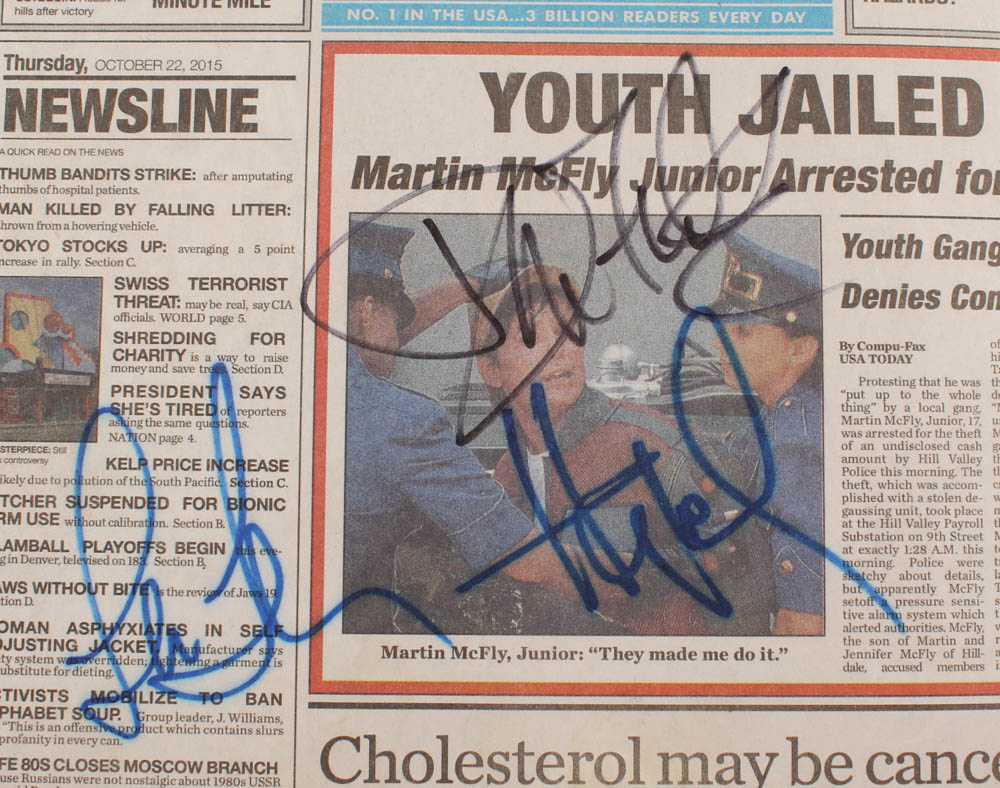 hills after victory
MINUTE MILE
NO. 1 IN THE USA...3 BILLION READERS EVERY DAY
Thursday, OCTOBER 22, 2015
NEWSLINE
A QUICK READ ON THE NEWS
THUMB BANDITS STRIKE: after amputating
thumbs of hospital patients.
MAN KILLED BY FALLING LITTER:
thrown from a hovering vehicle.
TOKYO STOCKS UP: averaging a 5 point
increase in rally. Section C.
SWISS TERRORIST
THREAT: may be real, say CIA
officials. WORLD page 5.
SHREDDING FOR
CHARITY is a way to raise
money and save trees. Section D.
PRESIDENT SAYS
SHE'S TIRED of reporters
asking the same questions.
NATION page 4.
STERPIECE: Still
s controversy
KELP PRICE INCREASE
likely due to pollution of the South Pacific. Section C.
TCHER SUSPENDED FOR BIONIC
RM USE without calibration. Section B.
LAMBALL PLAYOFFS BEGIN this eve-
g in Denver, televised on 183. Section B.
AWS WITHOUT BITE is the review of Jaws 19.
tion D.
OMAN ASPHYXIATES IN SELF
DJUSTING JACKET. Manufacturer says
ty system was overridden; tightening a garment is
ubstitute for dieting.
CTIVISTS MOBILIZE TO BAN
PHABET SOUP. Group leader, J. Williams,
"This is an offensive product which contains slurs
profanity in every can.
FE 80S CLOSES MOSCOW BRANCH
use Russians were not nostalgic about 1980s USSR
YOUTH JAILED
Martin McFly Junior Arrested for
Martin McFly, Junior: "They made me do it."
Youth Gang
Denies Con
By Compu-Fax
USA TODAY
Protesting that he was
"put up to the whole
thing" by a local gang,
Martin McFly, Junior, 17,
was arrested for the theft
of an undisclosed cash
amount by Hill Valley
Police this morning. The
theft, which was accom-
plished with a stolen de-
gaussing unit, took place
at the Hill Valley Payroll
Substation on 9th Street
at exactly 1:28 A.M. this
morning. Police were
sketchy about details,
but apparently McFly
set off a pressure sensi-
tive alarm system which
alerted authorities. McFly,
the son of Martin and
Jennifer McFly of Hill-
dale, accused members
Cholesterol may be cance